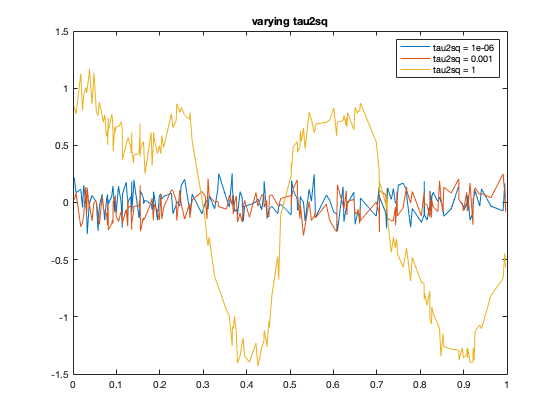 varying tau2sq
tau2sq = 1e-06
tau2sq = 0.001
tau2sq = 1
1.5
1
0.5
0
-0.5
-1
-1.5
0 0.1 0.2 0.3 0.4 0.5 0.6 0.7 0.8 0.9 1